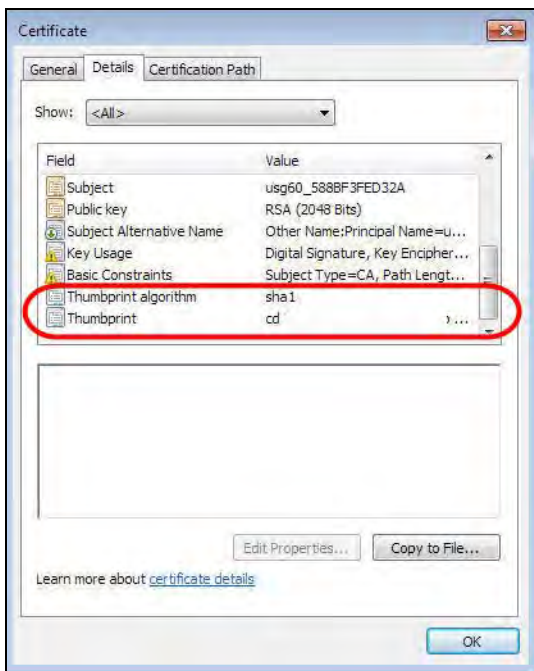 Certificate
General Details Certification Path
Show: <All>
Field Value
Subject usg60_588BF3FED32A
Public key RSA (2048 Bits)
Subject Alternative Name Other Name:Principal Name=u...
Key Usage Digital Signature, Key Encipher...
Basic Constraints Subject Type=CA, Path Lengt...
Thumbprint algorithm sha1
Thumbprint cd ...
Edit Properties... Copy to File...
Learn more about certificate details
OK